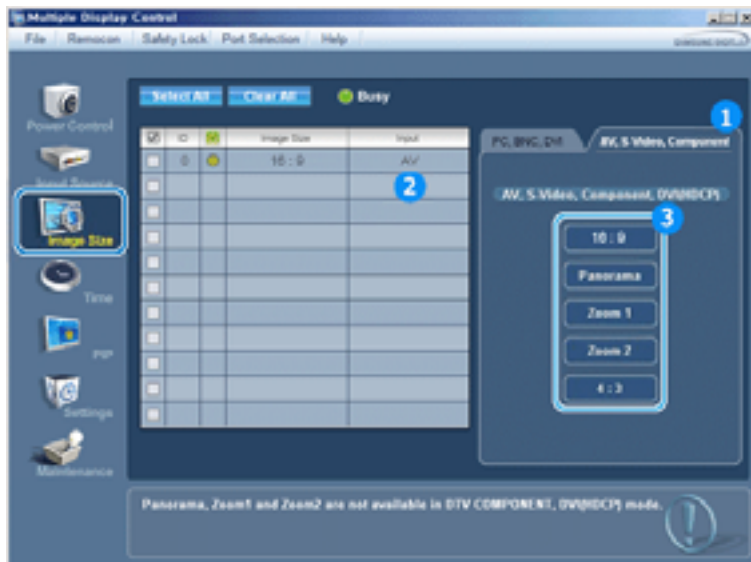 Multiple Display Control
File Remocon Safety Lock Port Selection Help
Select All Clear All Busy
Power Control
Input Source
Image Size
Time
PIP
Settings
Maintenance
ID Image Size Input
0 16 : 9 AV
1
2
3
PC, BNC, DVI
AV, S-Video, Component
AV, S-Video, Component, DVI(HDCP)
16 : 9
Panorama
Zoom 1
Zoom 2
4 : 3
Panorama, Zoom1 and Zoom2 are not available in DTV COMPONENT, DVI(HDCP) mode.